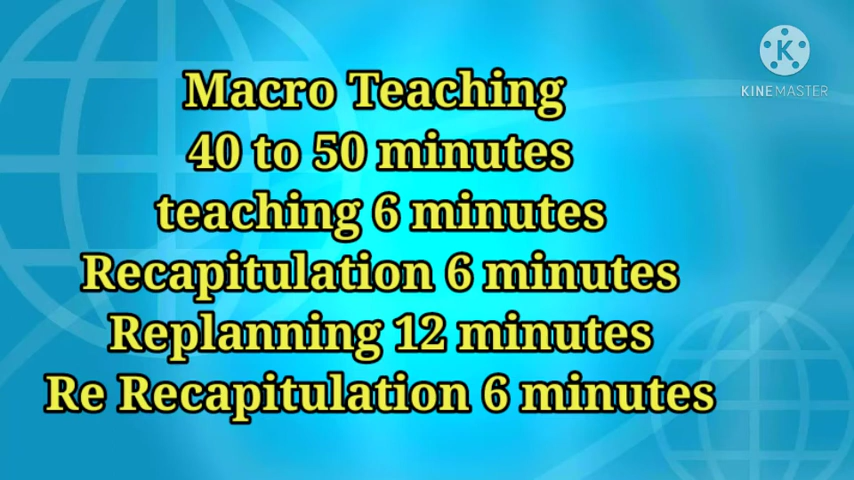 K
KINEMASTER
Macro Teaching
40 to 50 minutes
teaching 6 minutes
Recapitulation 6 minutes
Replanning 12 minutes
Re Recapitulation 6 minutes